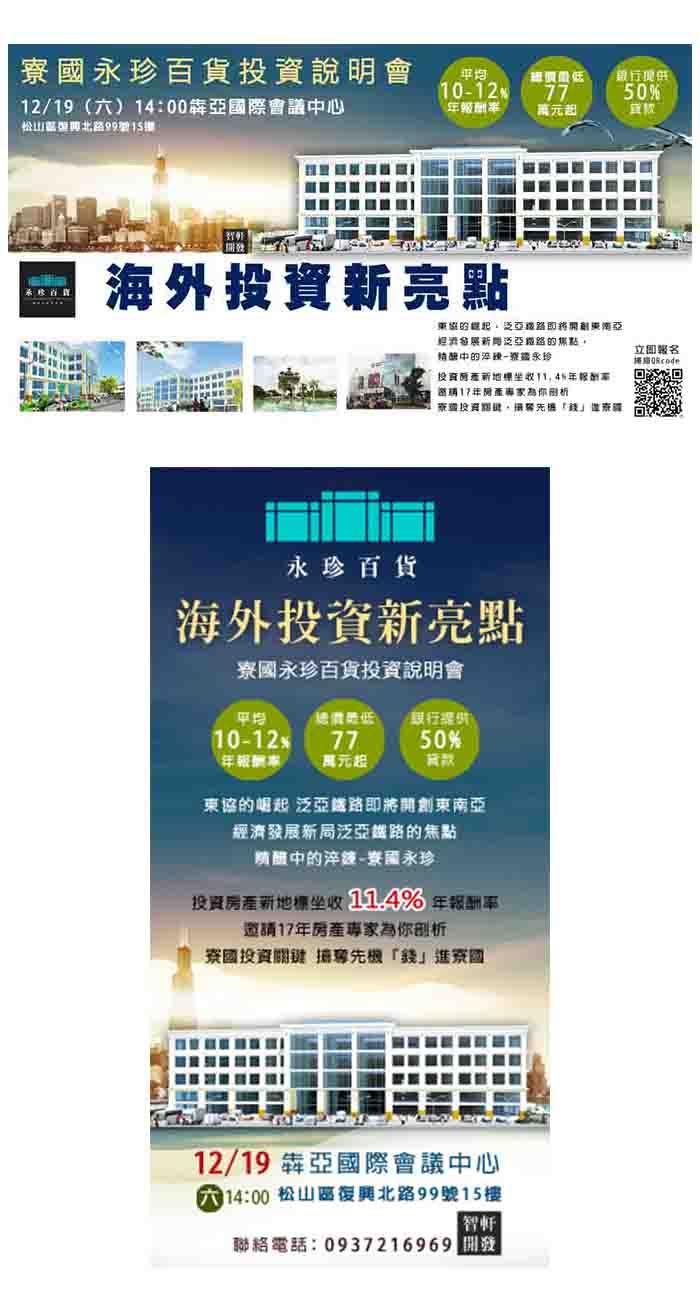 寮國永珍百貨投資說明會
12/19（六）14:00犇亞國際會議中心
松山區復興北路99號15樓
平均
10-12%
年報酬率
總價最低
77
萬元起
銀行提供
50%
貸款
智軒
開發
永珍百貨
海外投資新亮點
東協的崛起，泛亞鐵路即將開創東南亞
經濟發展新局泛亞鐵路的焦點，
精釀中的淬鍊-寮國永珍
投資房產新地標坐收11.4%年報酬率
邀請17年房產專家為你剖析
寮國投資關鍵，搶奪先機「錢」進寮國
立即報名
掃描QRcode
永珍百貨
海外投資新亮點
寮國永珍百貨投資說明會
平均
10-12%
年報酬率
總價最低
77
萬元起
銀行提供
50%
貸款
東協的崛起 泛亞鐵路即將開創東南亞
經濟發展新局泛亞鐵路的焦點
精釀中的淬鍊-寮國永珍
投資房產新地標坐收 11.4% 年報酬率
邀請17年房產專家為你剖析
寮國投資關鍵 搶奪先機「錢」進寮國
12/19 犇亞國際會議中心
六 14:00 松山區復興北路99號15樓
聯絡電話：0937216969
智軒
開發